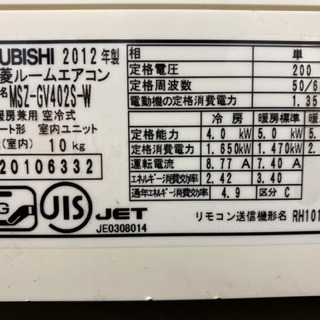 UBISHI 2012年製
菱ルームエアコン
名 MSZ-GV402S-W
房兼用 空冷式
ート形 室内ユニット
(室内) 10kg
20106332
G JIS JET
JE0308014
相 単
定格電圧 200
定格周波数 50/6
電動機の定格消費電力 1.35
冷房 暖房標準 暖房
定格能力 4.0 kW 5.0 kW 5.
定格消費電力 1.650kW 1.470kW 2.
運転電流 8.77 A 7.40 A
エネルギー消費効率 2.42 3.40
通年エネルギー消費効率 4.9 区分 C
リモコン送信機形名 RH101